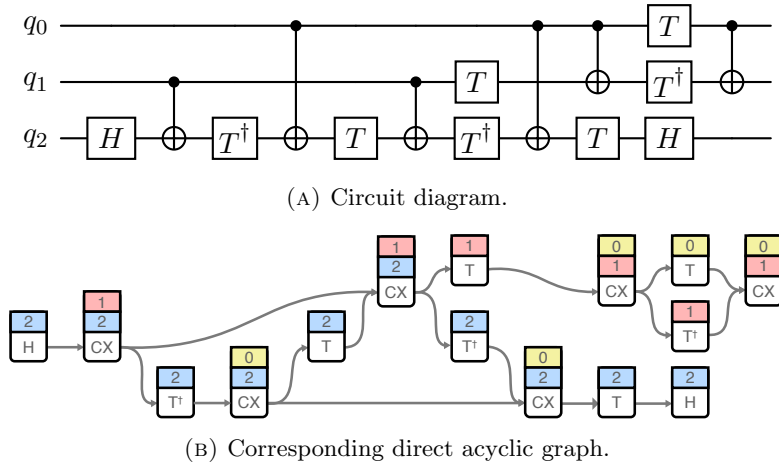 q₀ T
q₁ T T†
q₂ H T† T T† T H
(A) Circuit diagram.
1 1 0 0 0
2 2 T 1 T 1
1 CX CX CX
2 2 2 2 0 1
H CX T T† 2 T†
2 0 CX 2 2
T† 2 T H
CX
(B) Corresponding direct acyclic graph.